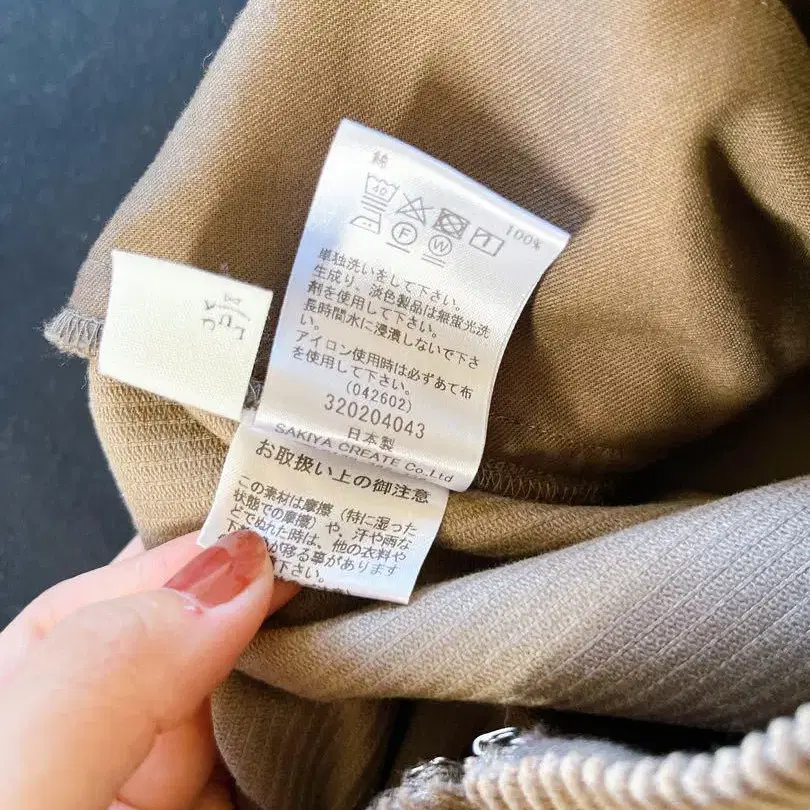 綿
100%
40
F W
単独洗いをして下さい。
生成り、淡色製品は無蛍光洗
剤を使用して下さい。
長時間水に浸漬しないで下さ
い。
アイロン使用時は必ずあて布
を使用して下さい。
(042602)
320204043
日本製
SAKIYA CREATE Co.,Ltd
お取扱い上の御注意
この素材は摩擦(特に湿った
状態での摩擦)や、汗や雨な
どでぬれた時は、他の衣料や
下
が移る事があります
下さい。